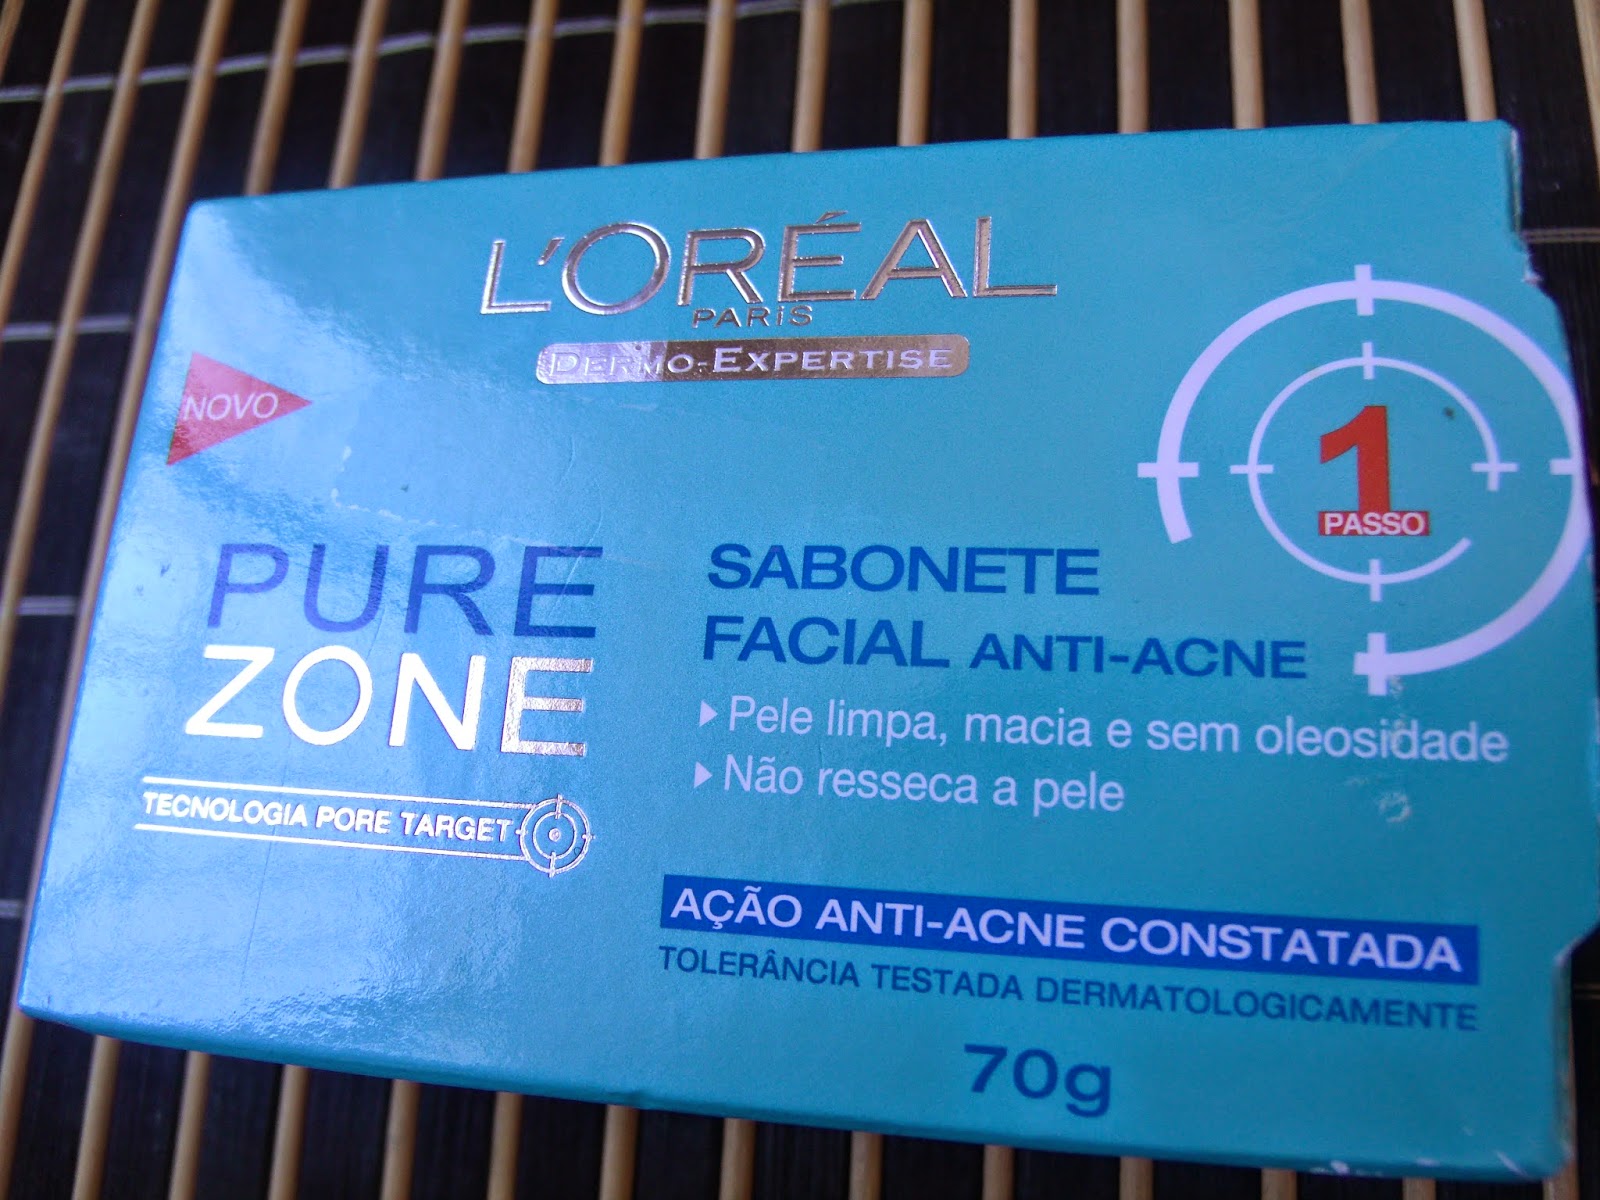 L'ORÉAL
PARiS
DERMO-EXPERTISE
NOVO
1
PASSO
PURE
ZONE
TECNOLOGIA PORE TARGET
SABONETE
FACIAL ANTI-ACNE
Pele limpa, macia e sem oleosidade
Não resseca a pele
AÇÃO ANTI-ACNE CONSTATADA
TOLERÂNCIA TESTADA DERMATOLOGICAMENTE
70g